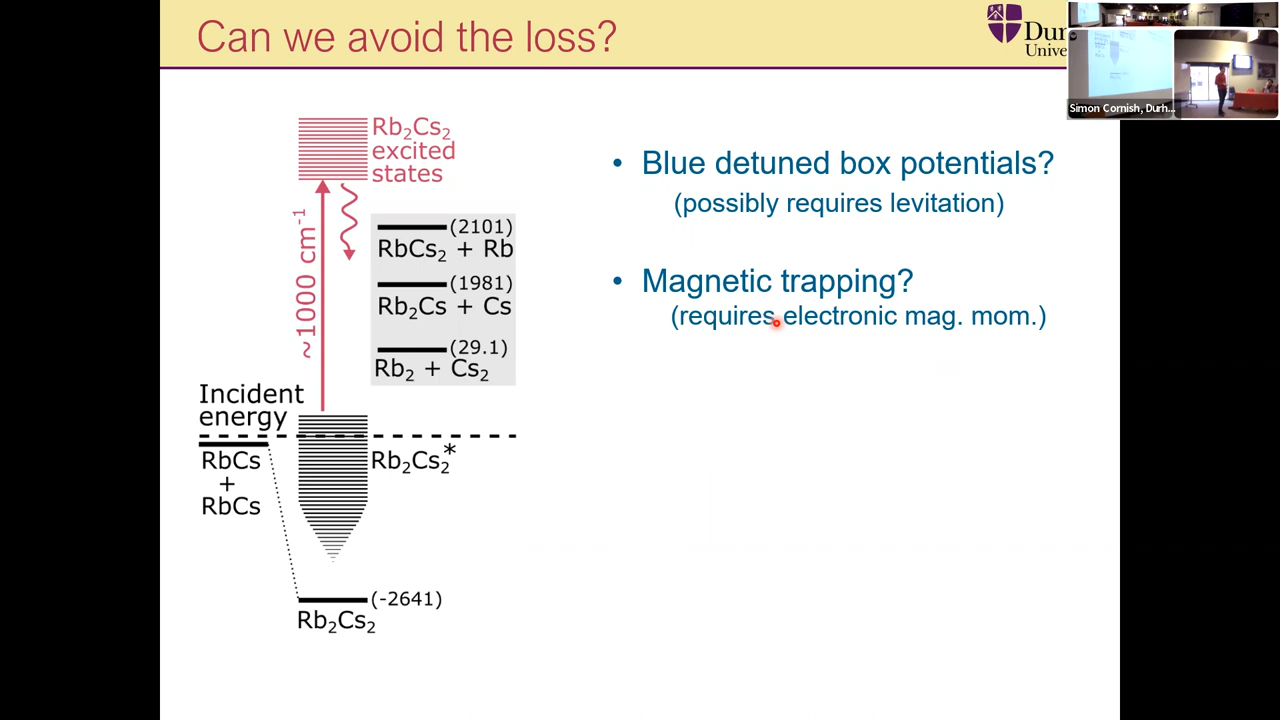 Can we avoid the loss?
Dur
Unive
Simon Cornish, Durh...
Rb₂Cs₂
excited
states
~1000 cm⁻¹
(2101)
RbCs₂ + Rb
(1981)
Rb₂Cs + Cs
(29.1)
Rb₂ + Cs₂
Incident
energy
RbCs
+
RbCs
Rb₂Cs₂*
(-2641)
Rb₂Cs₂
• Blue detuned box potentials?
(possibly requires levitation)
• Magnetic trapping?
(requires electronic mag. mom.)